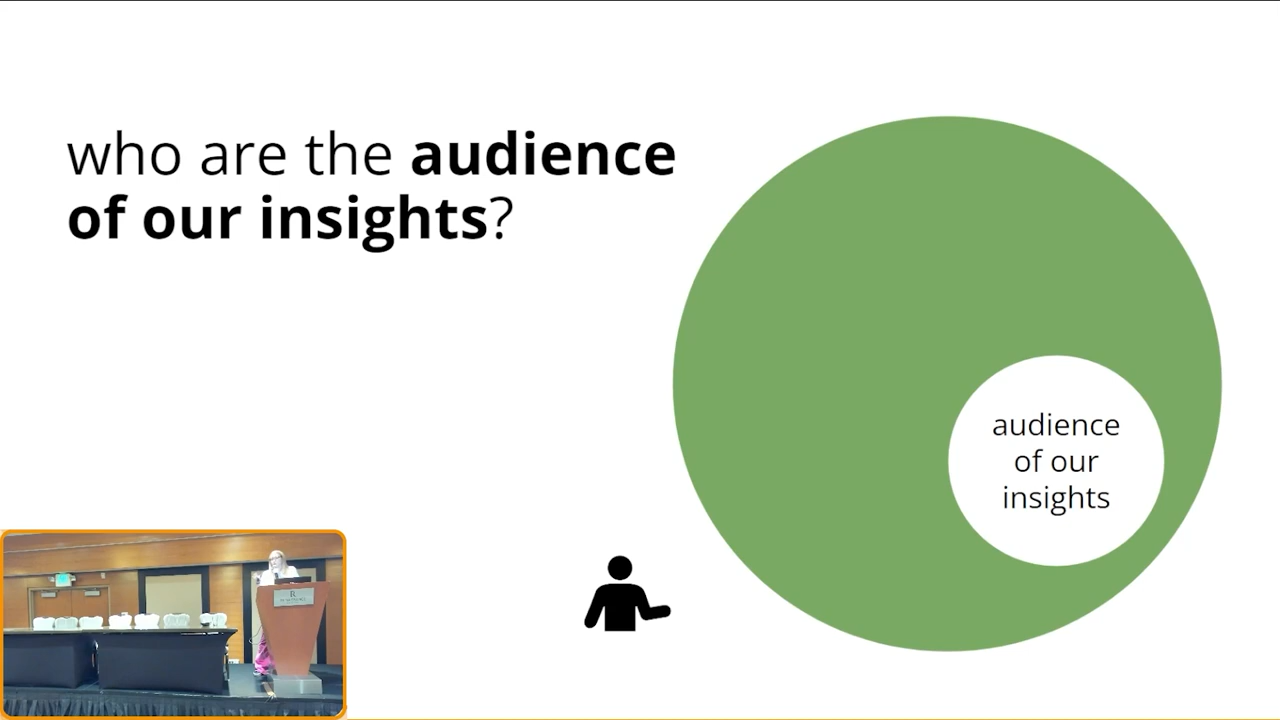 who are the audience
of our insights?
audience
of our
insights
R